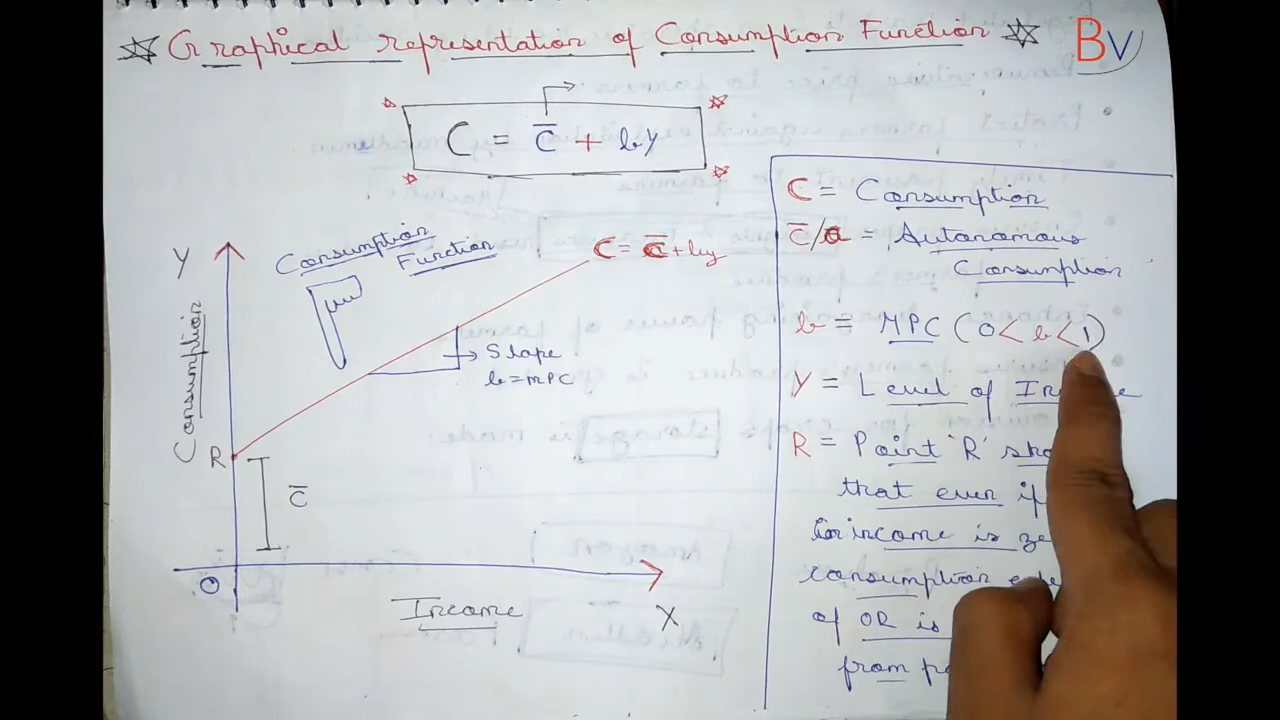 Graphical representation of Consumption Function
BV
C = C̅ + by
C = Consumption
C̅/a = Autonomous
Consumption
b = MPC (0 < b < 1)
Y = Level of
R = Point 'R'
that even if
income is
consumption
of OR is
from
Y
Consumption
Consumption
Function
C = C̅ + by
Slope
b = MPC
R
C̅
O
Income
X
storage